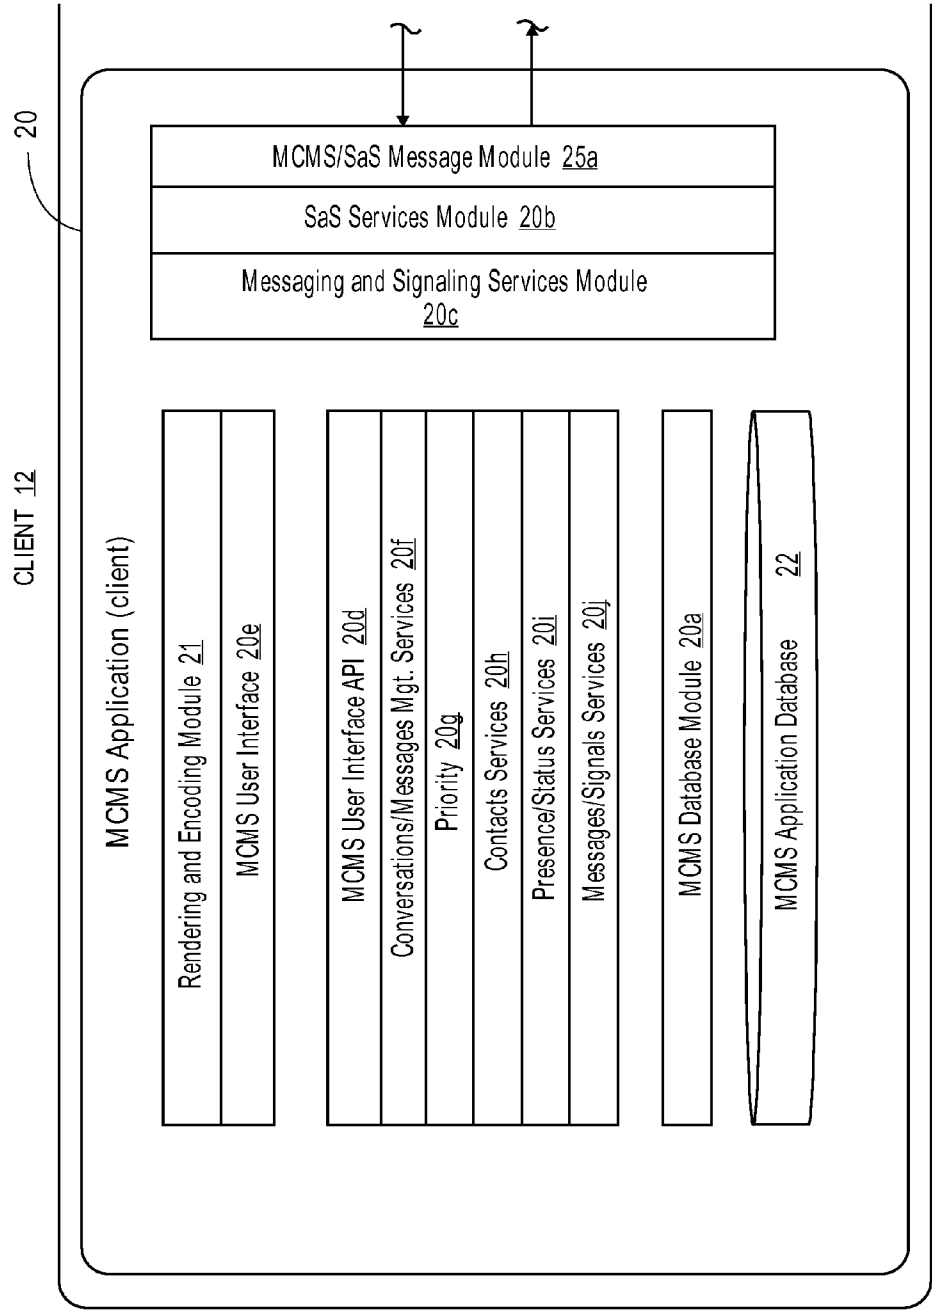 CLIENT 12
20
MCMS Application (client)
MCMS/SaS Message Module 25a
SaS Services Module 20b
Messaging and Signaling Services Module
20c
Rendering and Encoding Module 21
MCMS User Interface 20e
MCMS User Interface API 20d
Conversations/Messages Mgt. Services 20f
Priority 20g
Contacts Services 20h
Presence/Status Services 20i
Messages/Signals Services 20j
MCMS Database Module 20a
MCMS Application Database 22